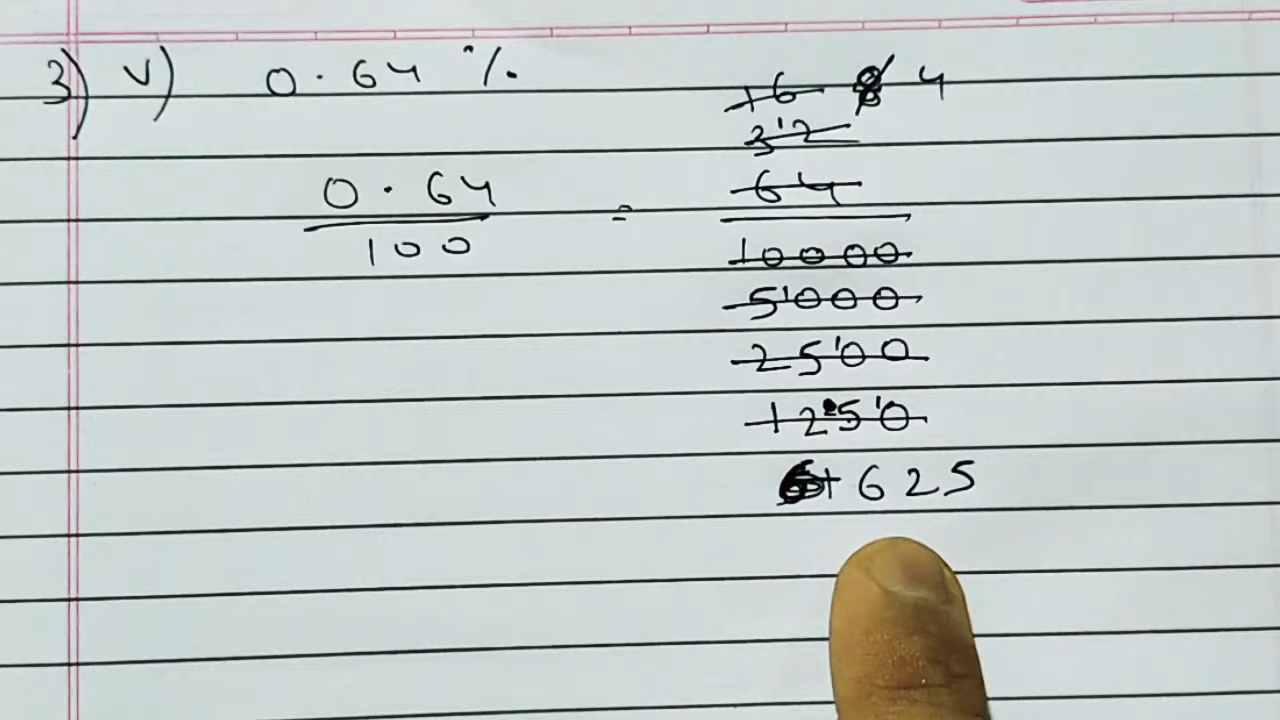 3) v) 0.64 %
16 8 4
32
0.64 / 100 = 64 / 10000
5000
2500
1250
625